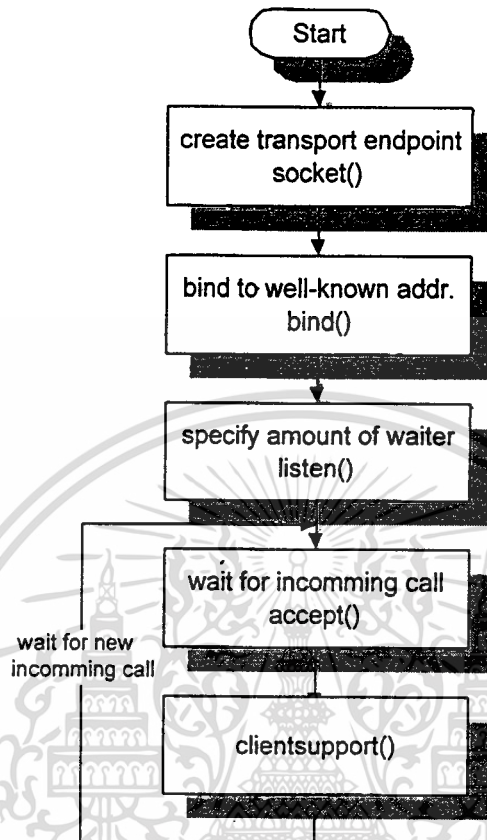 Start
create transport endpoint
socket()
bind to well-known addr.
bind()
specify amount of waiter
listen()
wait for incomming call
accept()
wait for new
incomming call
clientsupport()